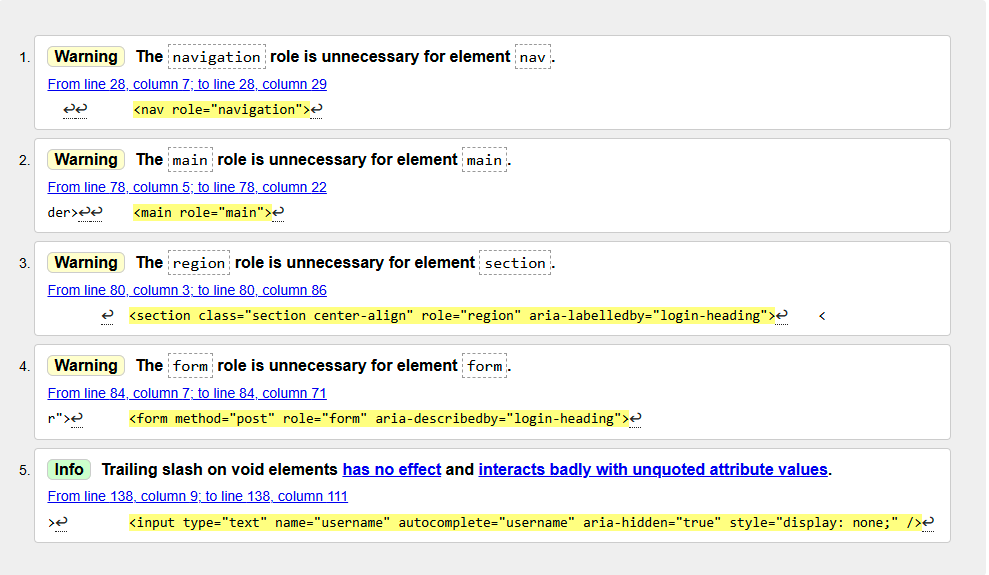 1. Warning The navigation role is unnecessary for element nav.
From line 28, column 7; to line 28, column 29
↩↩ <nav role="navigation">↩
2. Warning The main role is unnecessary for element main.
From line 78, column 5; to line 78, column 22
der>↩↩ <main role="main">↩
3. Warning The region role is unnecessary for element section.
From line 80, column 3; to line 80, column 86
↩ <section class="section center-align" role="region" aria-labelledby="login-heading">↩ <
4. Warning The form role is unnecessary for element form.
From line 84, column 7; to line 84, column 71
r">↩ <form method="post" role="form" aria-describedby="login-heading">↩
5. Info Trailing slash on void elements has no effect and interacts badly with unquoted attribute values.
From line 138, column 9; to line 138, column 111
>↩ <input type="text" name="username" autocomplete="username" aria-hidden="true" style="display: none;" />↩